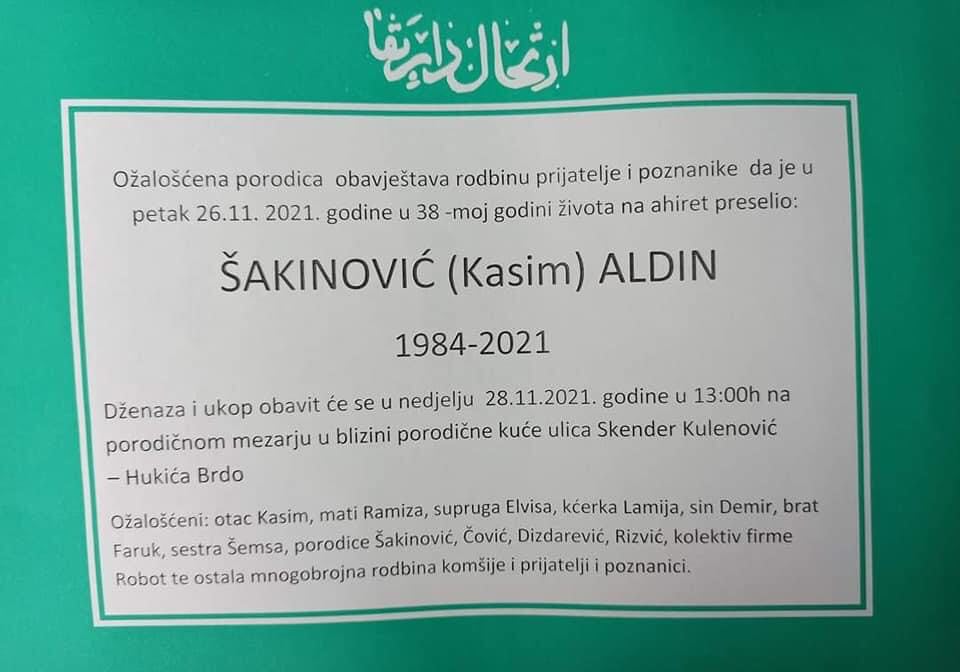 ارتحال دار بقا
Ožalošćena porodica obavještava rodbinu prijatelje i poznanike da je u
petak 26.11. 2021. godine u 38 -moj godini života na ahiret preselio:
ŠAKINOVIĆ (Kasim) ALDIN
1984-2021
Dženaza i ukop obavit će se u nedjelju 28.11.2021. godine u 13:00h na
porodičnom mezarju u blizini porodične kuće ulica Skender Kulenović
– Hukića Brdo
Ožalošćeni: otac Kasim, mati Ramiza, supruga Elvisa, kćerka Lamija, sin Demir, brat
Faruk, sestra Šemsa, porodice Šakinović, Čović, Dizdarević, Rizvić, kolektiv firme
Robot te ostala mnogobrojna rodbina komšije i prijatelji i poznanici.